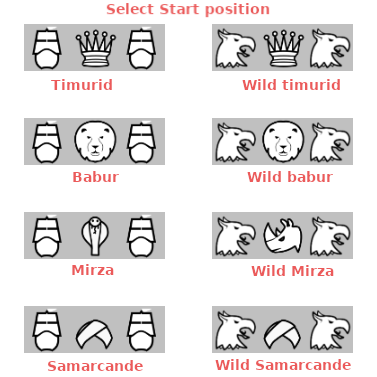 Select Start position
Timurid
Wild timurid
Babur
Wild babur
Mirza
Wild Mirza
Samarcande
Wild Samarcande